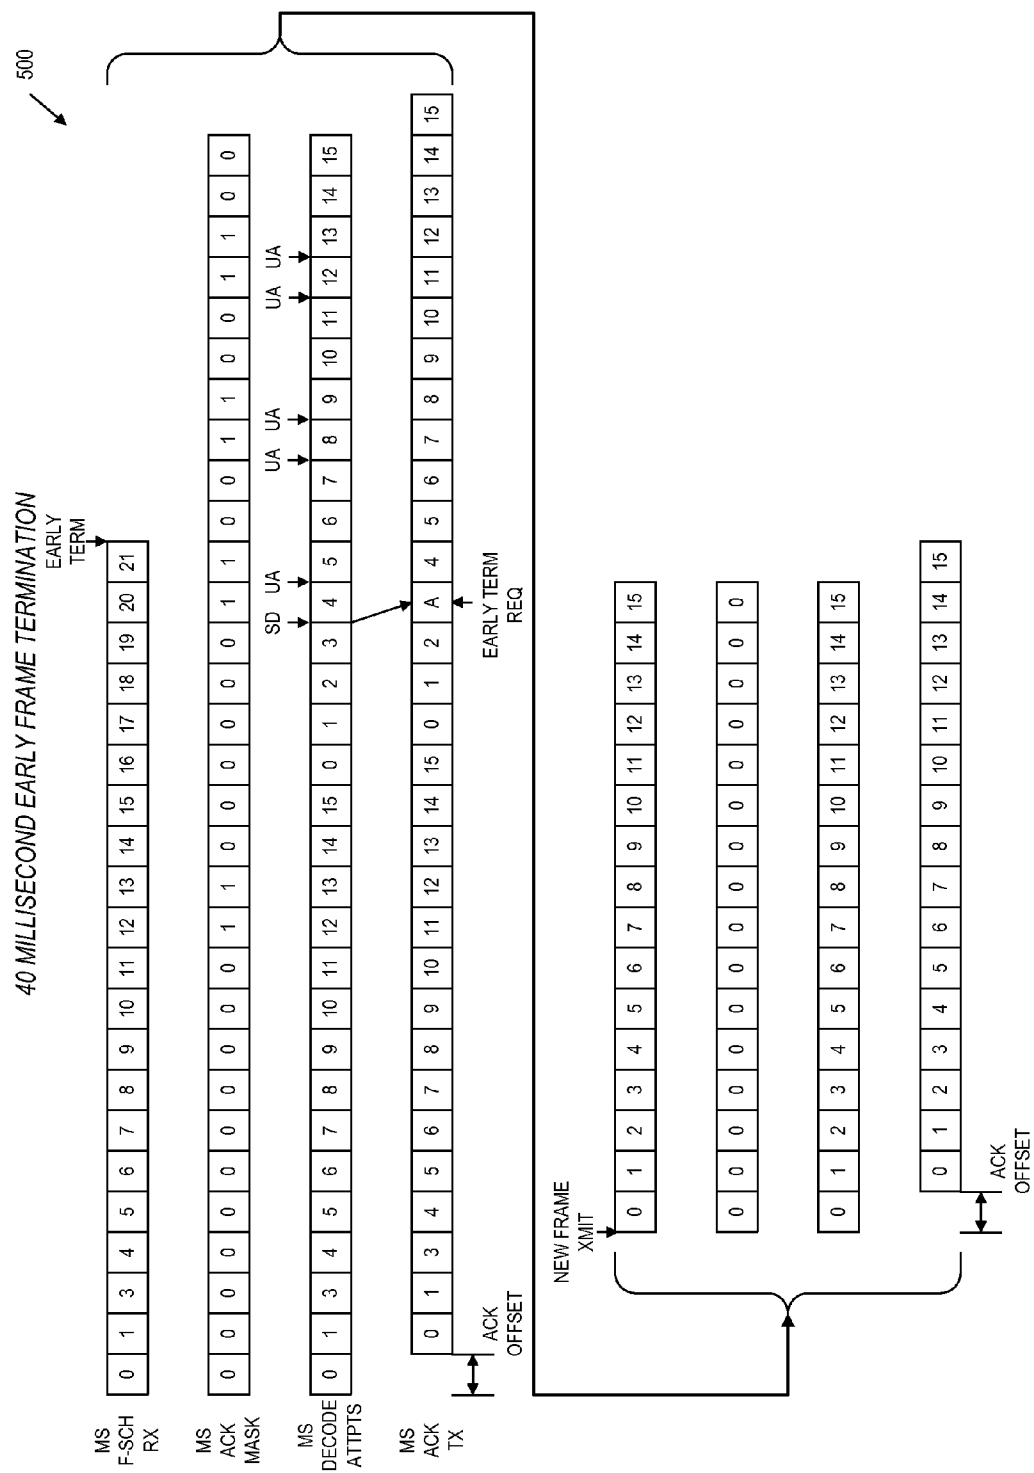 40 MILLISECOND EARLY FRAME TERMINATION
500
EARLY
TERM
MS
F-SCH
RX
0 1 3 4 5 6 7 8 9 10 11 12 13 14 15 16 17 18 19 20 21
MS
ACK
MASK
0 0 0 0 0 0 0 0 0 0 0 1 1 0 0 0 0 0 0 1 1 0 0 1 1 0 0 1 1 0 0
SD UA UA UA UA UA
MS
DECODE
ATTPTS
0 1 3 4 5 6 7 8 9 10 11 12 13 14 15 0 1 2 3 4 5 6 7 8 9 10 11 12 13 14 15
MS
ACK
TX
0 1 3 4 5 6 7 8 9 10 11 12 13 14 15 0 1 2 A 4 5 6 7 8 9 10 11 12 13 14 15
ACK
OFFSET
EARLY TERM
REQ
NEW FRAME
XMIT
0 1 2 3 4 5 6 7 8 9 10 11 12 13 14 15
0 0 0 0 0 0 0 0 0 0 0 0 0 0 0 0
0 1 2 3 4 5 6 7 8 9 10 11 12 13 14 15
0 1 2 3 4 5 6 7 8 9 10 11 12 13 14 15
ACK
OFFSET